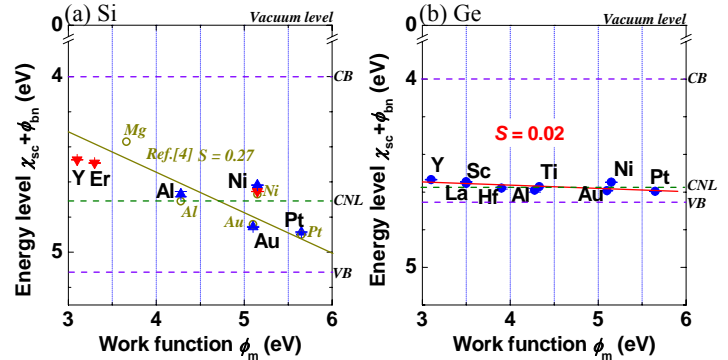 (a) Si
Vacuum level
0
4
5
Energy level χsc +ϕbn (eV)
CB
CNL
VB
Mg
Ref.[4] S = 0.27
Y Er
Al
Al
Ni
Ni
Au
Au
Pt
Pt
3 4 5 6
Work function ϕm (eV)
(b) Ge
Vacuum level
0
4
5
Energy level χsc +ϕbn (eV)
CB
CNL
VB
S = 0.02
Y Sc Ti Ni Pt
La Hf Al Au
3 4 5 6
Work function ϕm (eV)